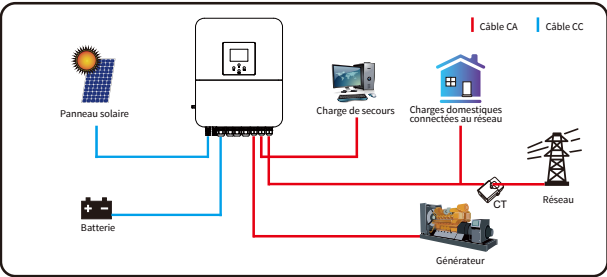 Câble CA
Câble CC
Panneau solaire
Charge de secours
Charges domestiques
connectées au réseau
Batterie
CT
Réseau
Générateur